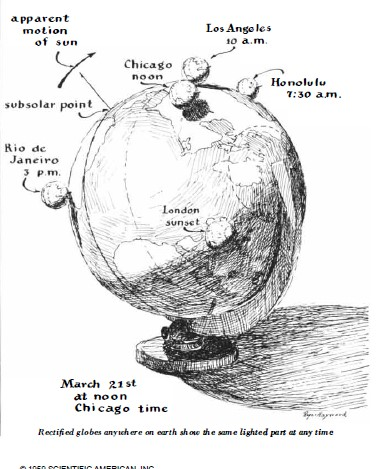 apparent
motion
of sun
Los Angeles
10 a.m.
Chicago
noon
Honolulu
7:30 a.m.
subsolar point
Rio de
Janeiro
3 p.m.
London
sunset
March 21st
at noon
Chicago time
Rectified globes anywhere on earth show the same lighted part at any time
© 1959 SCIENTIFIC AMERICAN, INC